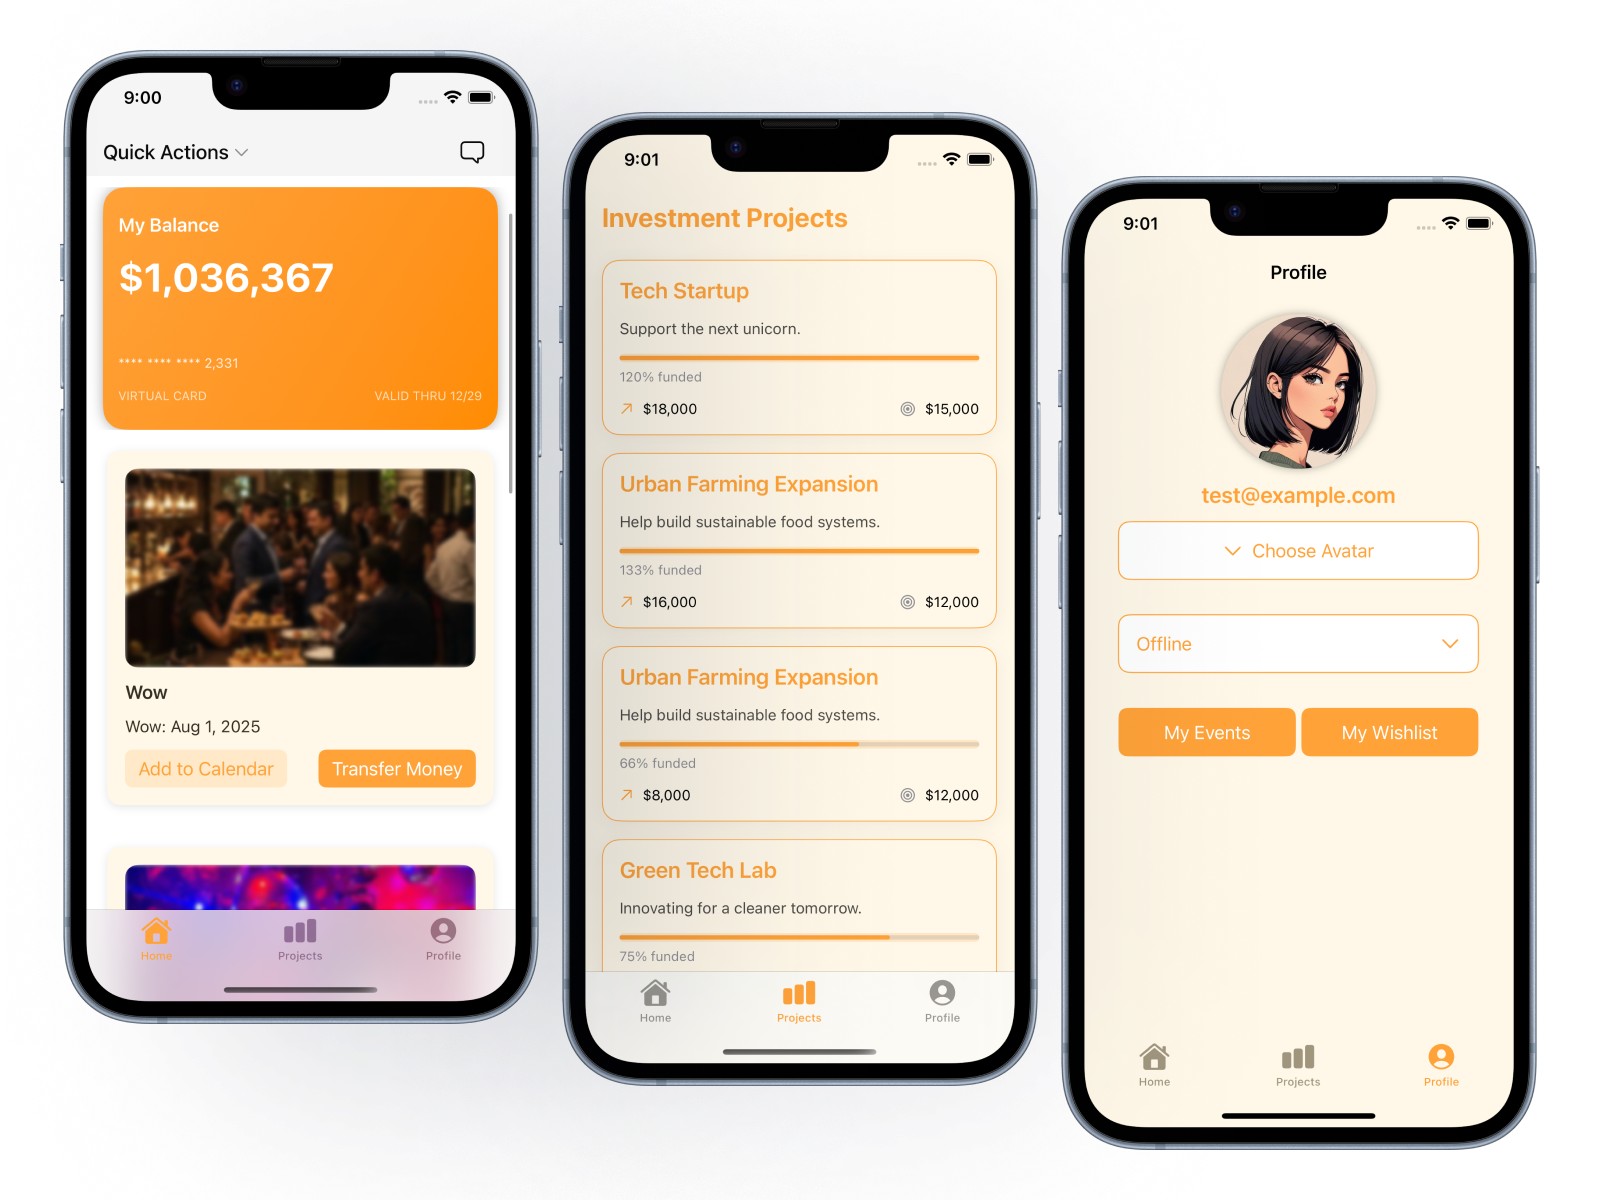 9:00
Quick Actions
My Balance
$1,036,367
**** **** **** 2,331
VIRTUAL CARD VALID THRU 12/29
Wow
Wow: Aug 1, 2025
Add to Calendar Transfer Money
Home Projects Profile
9:01
Investment Projects
Tech Startup
Support the next unicorn.
120% funded
$18,000 $15,000
Urban Farming Expansion
Help build sustainable food systems.
133% funded
$16,000 $12,000
Urban Farming Expansion
Help build sustainable food systems.
66% funded
$8,000 $12,000
Green Tech Lab
Innovating for a cleaner tomorrow.
75% funded
Home Projects Profile
9:01
Profile
test@example.com
Choose Avatar
Offline
My Events My Wishlist
Home Projects Profile